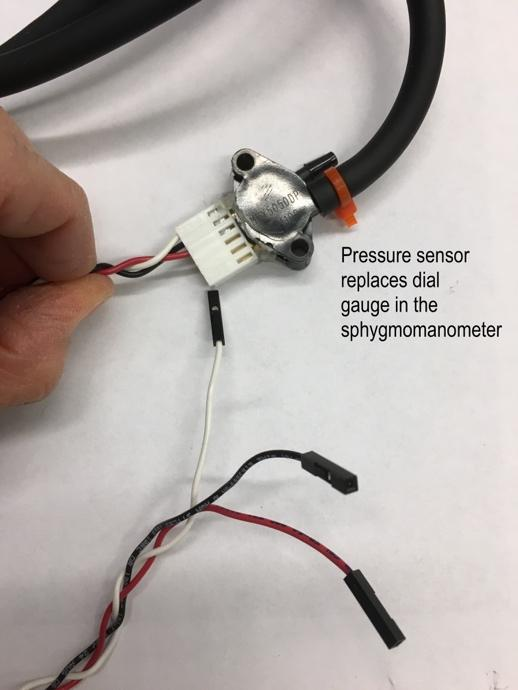 Pressure sensor
replaces dial
gauge in the
sphygmomanometer